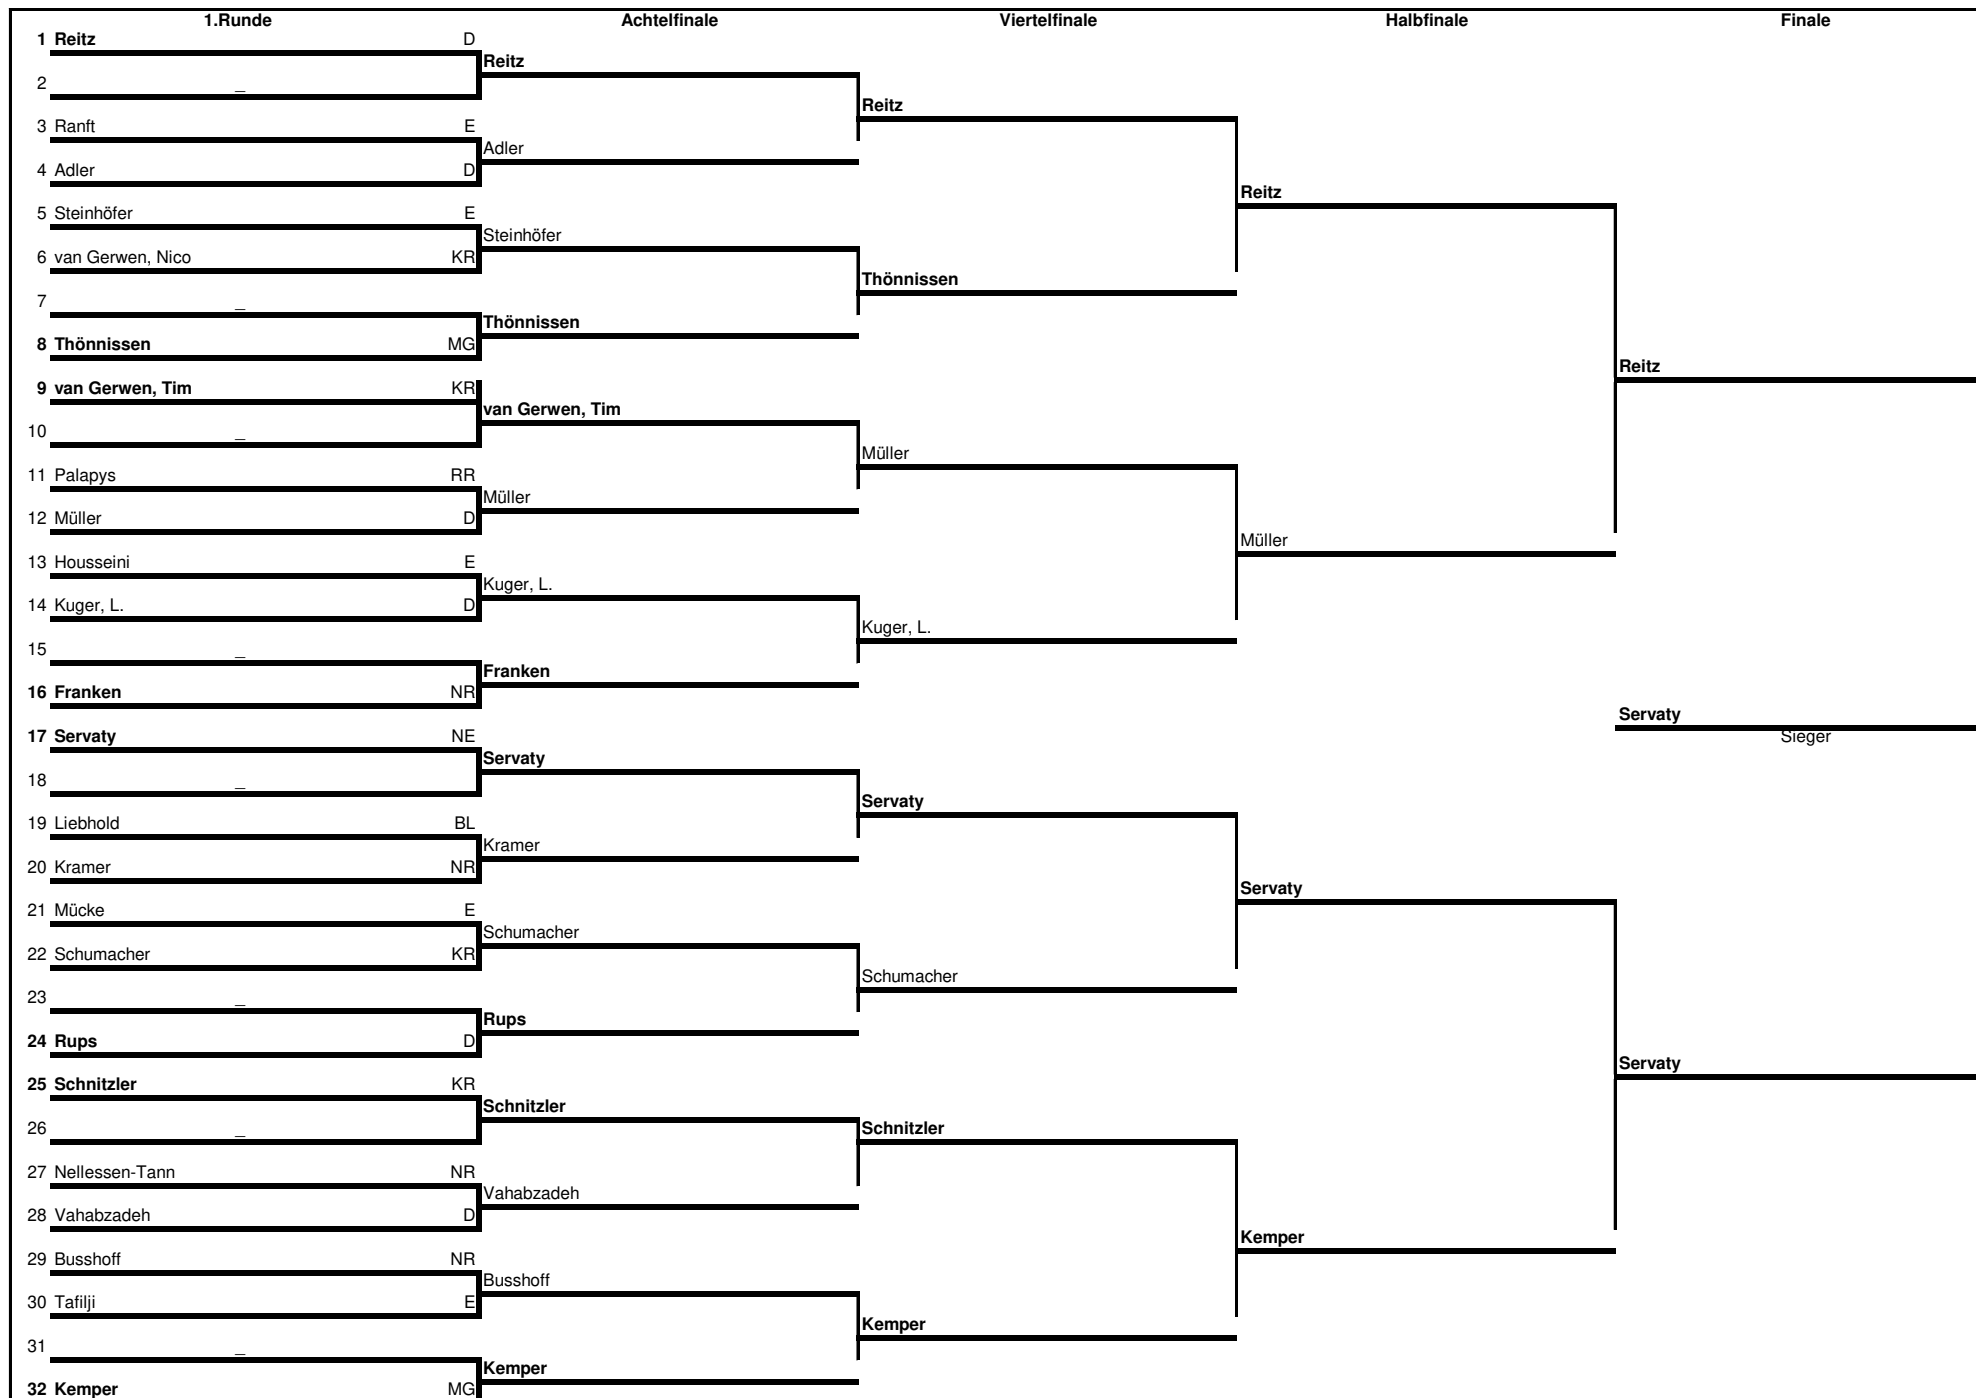 1.Runde Achtelfinale Viertelfinale Halbfinale Finale
1 Reitz D
Reitz
2 _
Reitz
3 Ranft E
Adler
4 Adler D
Reitz
5 Steinhöfer E
Steinhöfer
6 van Gerwen, Nico KR
Thönnissen
7 _
Thönnissen
8 Thönnissen MG
Reitz
9 van Gerwen, Tim KR
van Gerwen, Tim
10 _
Müller
11 Palapys RR
Müller
12 Müller D
Müller
13 Housseini E
Kuger, L.
14 Kuger, L. D
Kuger, L.
15 _
Franken
16 Franken NR
Servaty
17 Servaty NE
Sieger
Servaty
18 _
Servaty
19 Liebhold BL
Kramer
20 Kramer NR
Servaty
21 Mücke E
Schumacher
22 Schumacher KR
Schumacher
23 _
Rups
24 Rups D
Servaty
25 Schnitzler KR
Schnitzler
26 _
Schnitzler
27 Nellessen-Tann NR
Vahabzadeh
28 Vahabzadeh D
Kemper
29 Busshoff NR
Busshoff
30 Tafilji E
Kemper
31 _
Kemper
32 Kemper MG